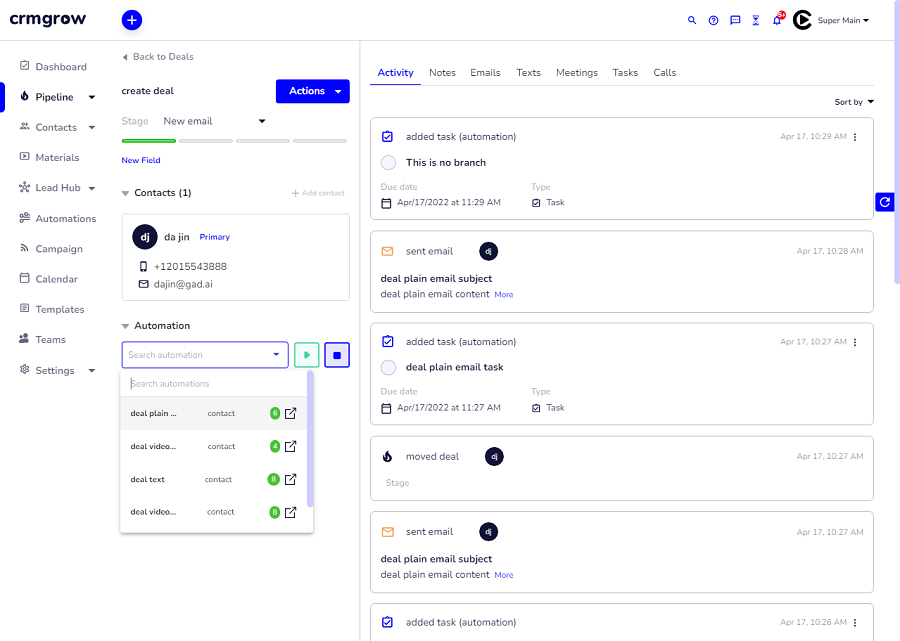 crmgrow
5+
Super Main
Dashboard
Pipeline
Contacts
Materials
Lead Hub
Automations
Campaign
Calendar
Templates
Teams
Settings
Back to Deals
create deal
Actions
Stage New email
New Field
Contacts (1)
Add contact
dj da jin Primary
+12015543888
dajin@gad.ai
Automation
Search automation
Search automations
deal plain ... contact 6
deal video... contact 4
deal text contact 8
deal video... contact 8
Activity Notes Emails Texts Meetings Tasks Calls
Sort by
added task (automation) Apr 17, 10:29 AM
This is no branch
Due date Type
Apr/17/2022 at 11:29 AM Task
sent email dj Apr 17, 10:28 AM
deal plain email subject
deal plain email content More
added task (automation) Apr 17, 10:27 AM
deal plain email task
Due date Type
Apr/17/2022 at 11:27 AM Task
moved deal dj Apr 17, 10:27 AM
Stage
sent email dj Apr 17, 10:27 AM
deal plain email subject
deal plain email content More
added task (automation) Apr 17, 10:26 AM